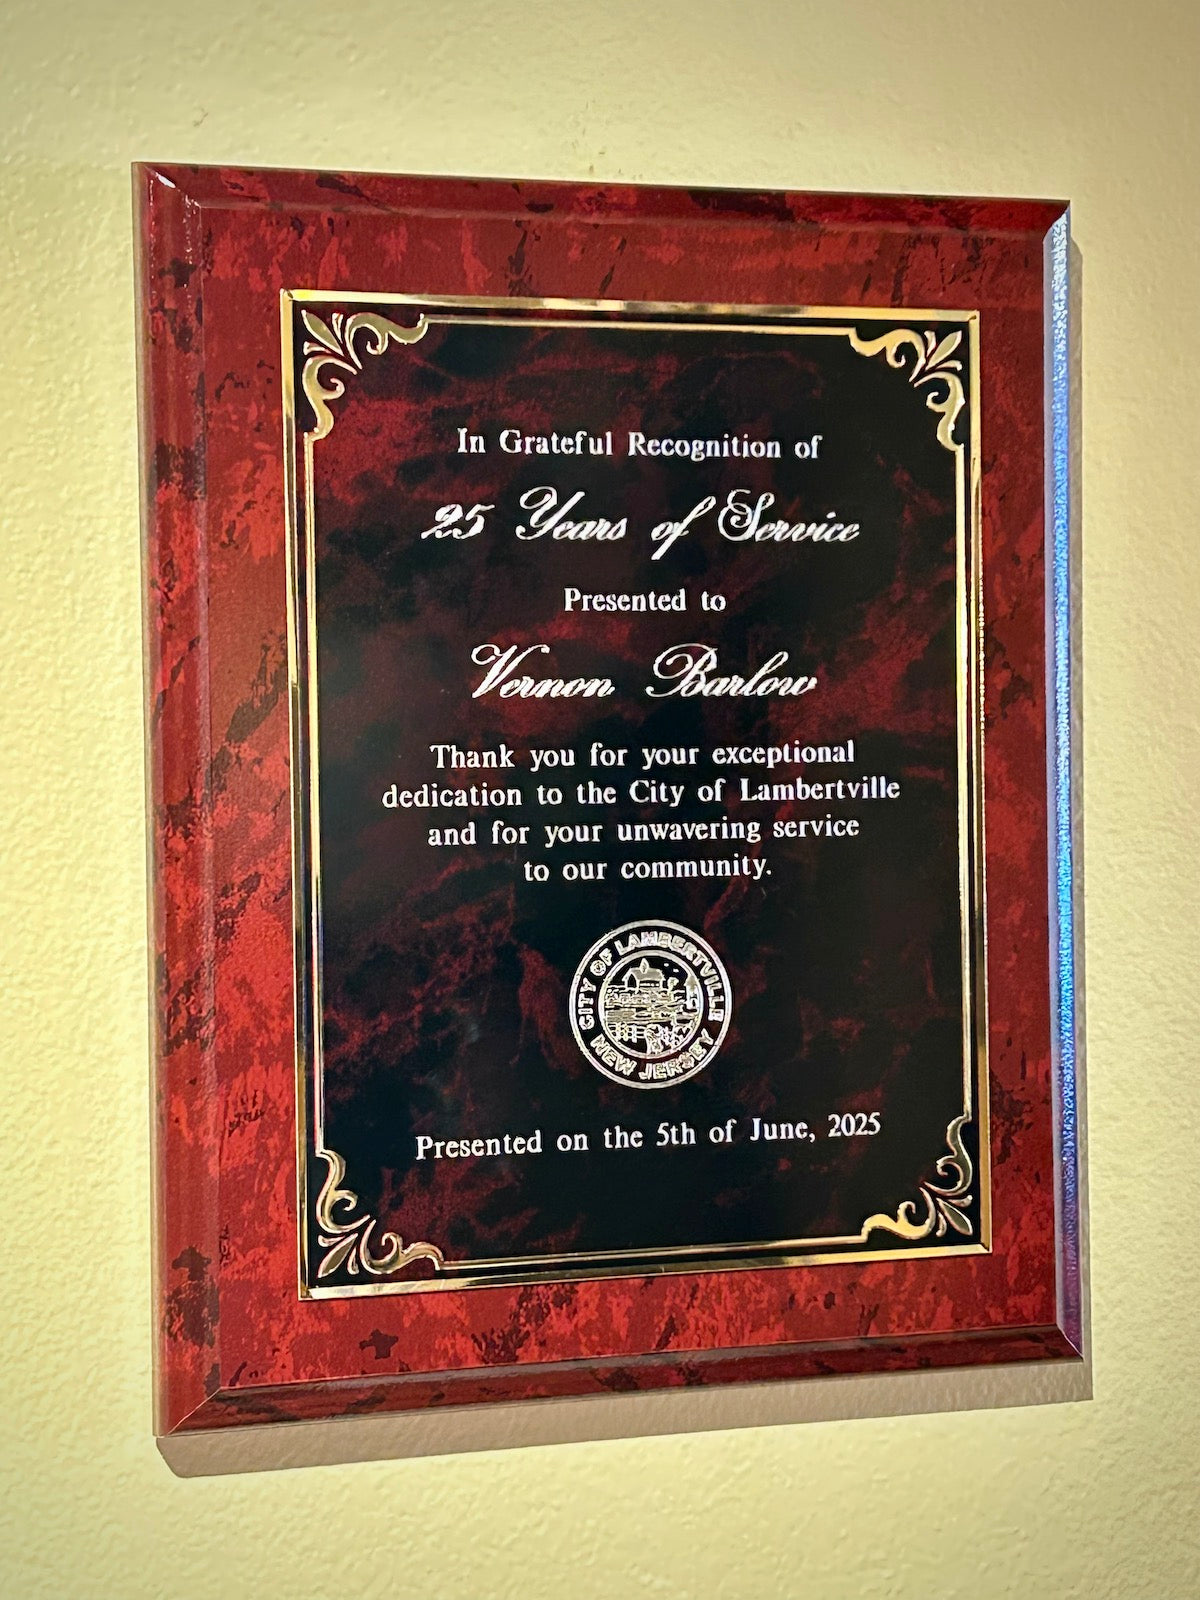 In Grateful Recognition of
25 Years of Service
Presented to
Vernon Barlow
Thank you for your exceptional
dedication to the City of Lambertville
and for your unwavering service
to our community.
CITY OF LAMBERTVILLE
NEW JERSEY
Presented on the 5th of June, 2025